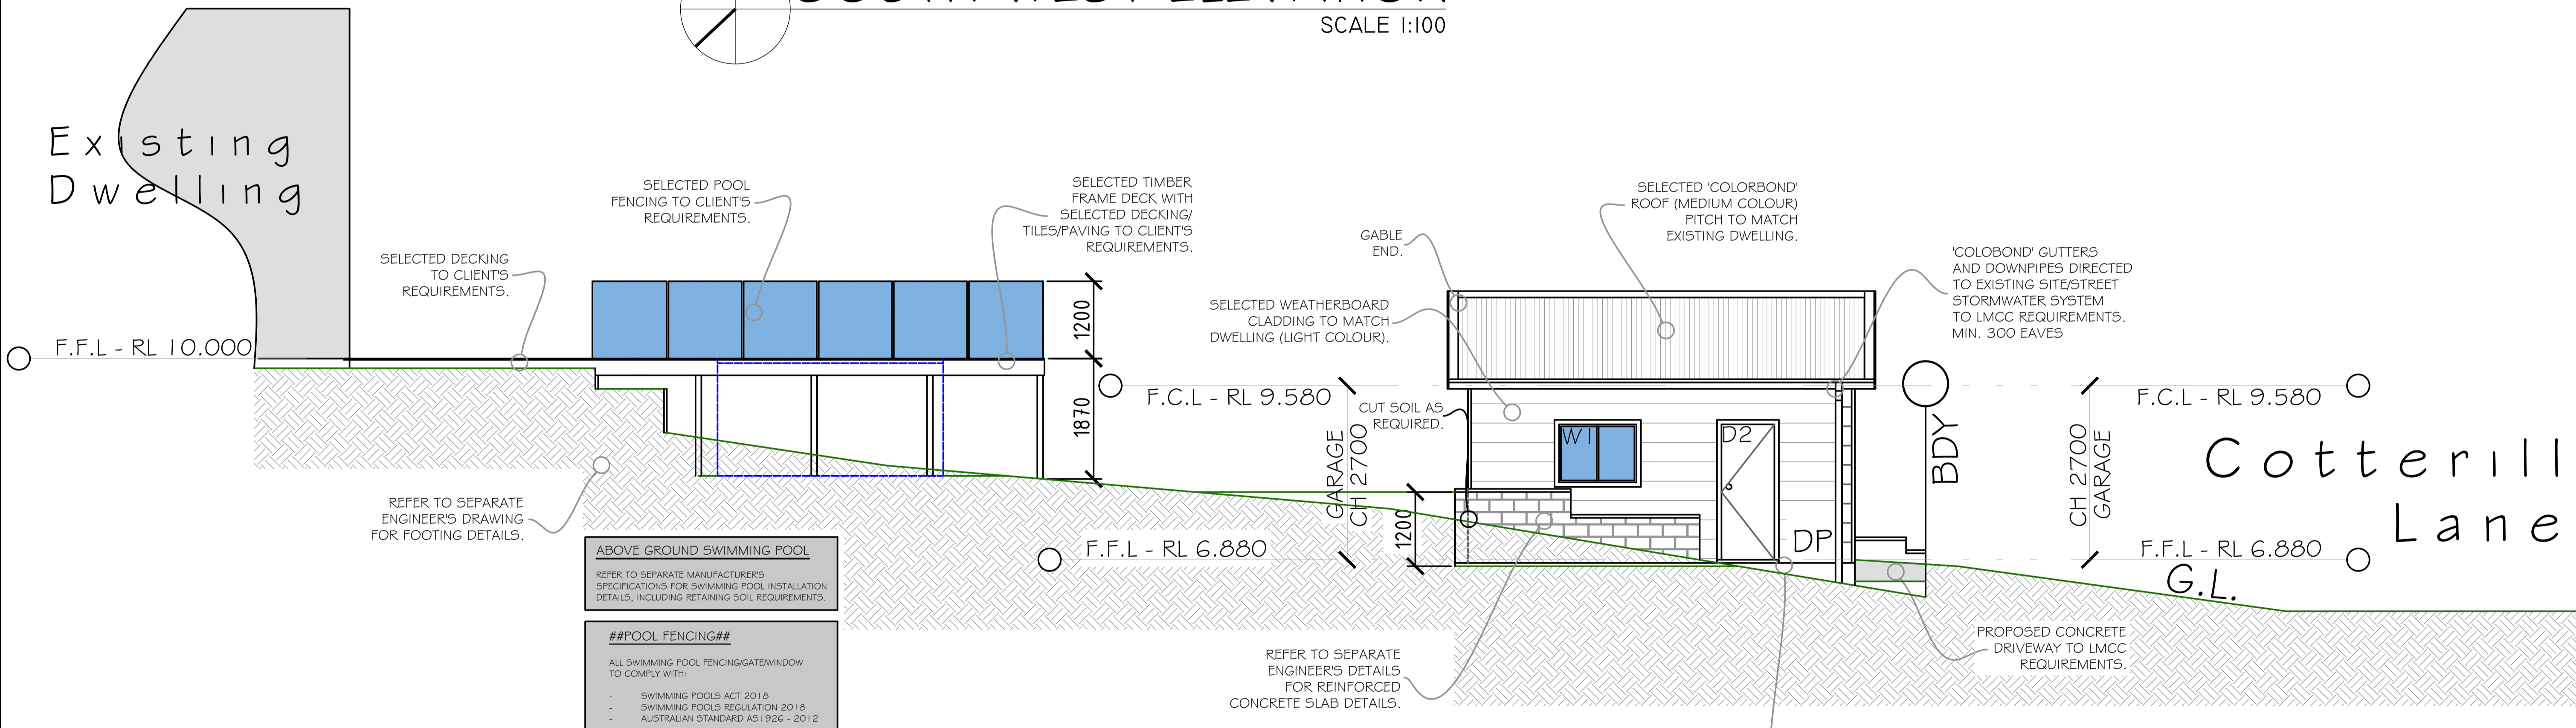 SCALE 1:100
Existing
Dwelling
SELECTED POOL
FENCING TO CLIENT'S
REQUIREMENTS.
SELECTED TIMBER
FRAME DECK WITH
SELECTED DECKING/
TILES/PAVING TO CLIENT'S
REQUIREMENTS.
SELECTED DECKING
TO CLIENT'S
REQUIREMENTS.
SELECTED 'COLORBOND'
ROOF (MEDIUM COLOUR)
PITCH TO MATCH
EXISTING DWELLING.
GABLE
END.
'COLOBOND' GUTTERS
AND DOWNPIPES DIRECTED
TO EXISTING SITE/STREET
STORMWATER SYSTEM
TO LMCC REQUIREMENTS.
MIN. 300 EAVES
SELECTED WEATHERBOARD
CLADDING TO MATCH
DWELLING (LIGHT COLOUR).
F.F.L - RL 10.000
1200
1870
F.C.L - RL 9.580
CUT SOIL AS
REQUIRED.
GARAGE
CH 2700
W1
D2
DP
BDY
F.C.L - RL 9.580
CH 2700
GARAGE
Cotterill
Lane
1200
F.F.L - RL 6.880
F.F.L - RL 6.880
G.L.
REFER TO SEPARATE
ENGINEER'S DRAWING
FOR FOOTING DETAILS.
ABOVE GROUND SWIMMING POOL
REFER TO SEPARATE MANUFACTURER'S
SPECIFICATIONS FOR SWIMMING POOL INSTALLATION
DETAILS, INCLUDING RETAINING SOIL REQUIREMENTS.
##POOL FENCING##
ALL SWIMMING POOL FENCING/GATE/WINDOW
TO COMPLY WITH:
- SWIMMING POOLS ACT 2018
- SWIMMING POOLS REGULATION 2018
- AUSTRALIAN STANDARD AS1926 - 2012
REFER TO SEPARATE
ENGINEER'S DETAILS
FOR REINFORCED
CONCRETE SLAB DETAILS.
PROPOSED CONCRETE
DRIVEWAY TO LMCC
REQUIREMENTS.